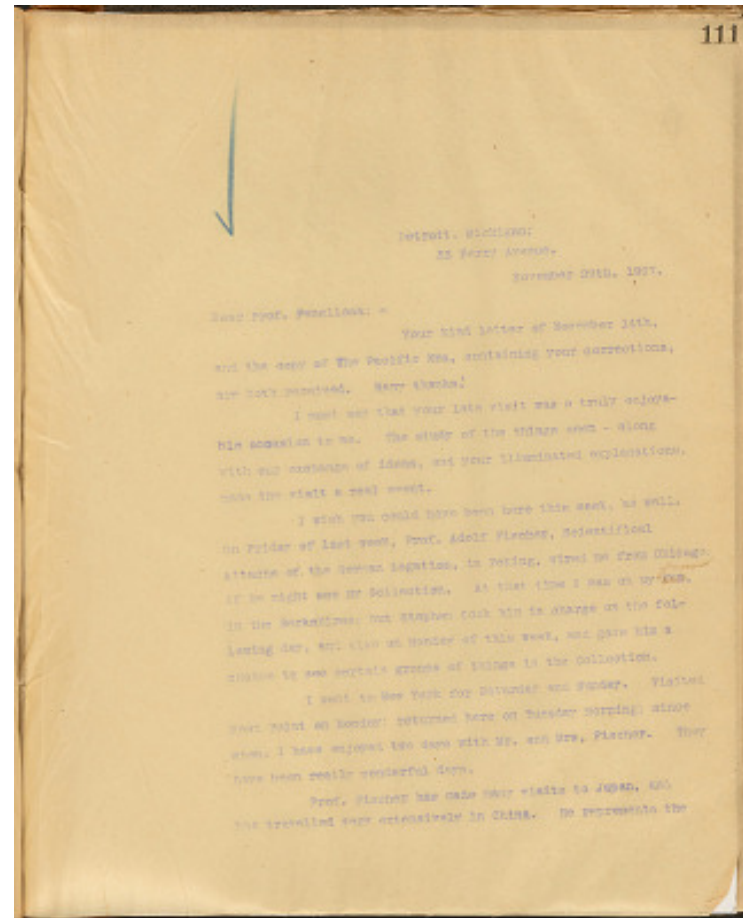 111
Detroit, Michigan;
33 Ferry Avenue.
November 29th, 1907.
Dear Prof. Fenollosa: -
Your kind letter of November 14th,
and the copy of The Pacific Era, containing your corrections,
are both received. Many thanks!
I must say that your late visit was a truly enjoya-
ble occasion to me. The study of the things seen - along
with our exchange of ideas, and your illuminated explanations,
made the visit a real event.
I wish you could have been here this week, as well.
On Friday of last week, Prof. Adolf Fischer, Scientifical
Attache of the German Legation, in Peking, wired me from Chicago
if he might see my Collection. At that time I was on my farm,
in the Berkshires; but Stephen took him in charge on the fol-
lowing day, and also on Monday of this week, and gave him a
chance to see certain groups of things in the Collection.
I went to New York for Saturday and Sunday. Visited
West Point on Monday; returned here on Tuesday morning; since
when, I have enjoyed two days with Mr. and Mrs. Fischer. They
have been really wonderful days.
Prof. Fischer has made many visits to Japan, and
has travelled very extensively in China. He represents the